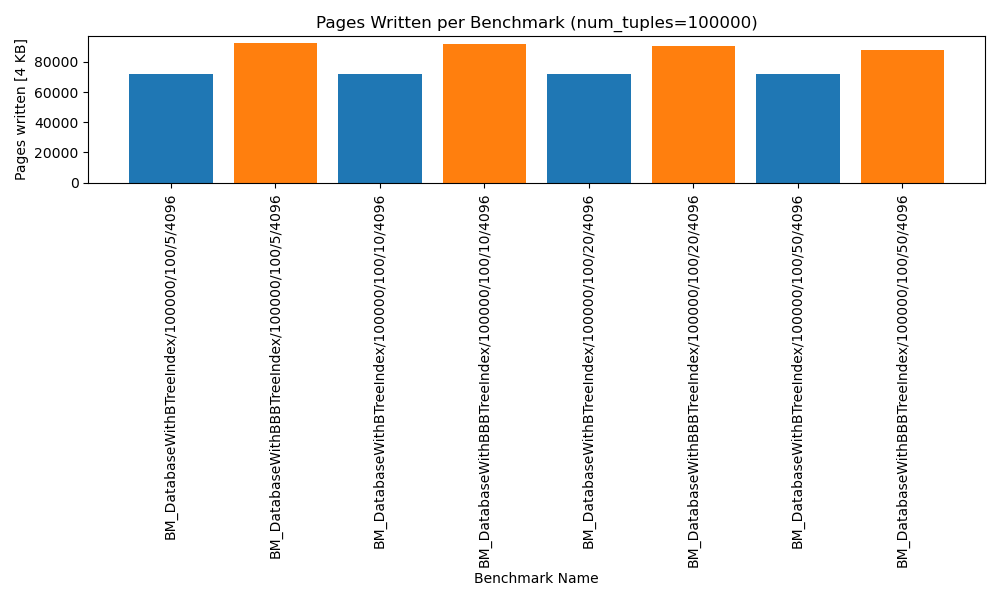 Pages Written per Benchmark (num_tuples=100000)
Pages written [4 KB]
80000
60000
40000
20000
0
BM_DatabaseWithBTreeIndex/100000/100/5/4096
BM_DatabaseWithBBBTreeIndex/100000/100/5/4096
BM_DatabaseWithBTreeIndex/100000/100/10/4096
BM_DatabaseWithBBBTreeIndex/100000/100/10/4096
BM_DatabaseWithBTreeIndex/100000/100/20/4096
BM_DatabaseWithBBBTreeIndex/100000/100/20/4096
BM_DatabaseWithBTreeIndex/100000/100/50/4096
BM_DatabaseWithBBBTreeIndex/100000/100/50/4096
Benchmark Name